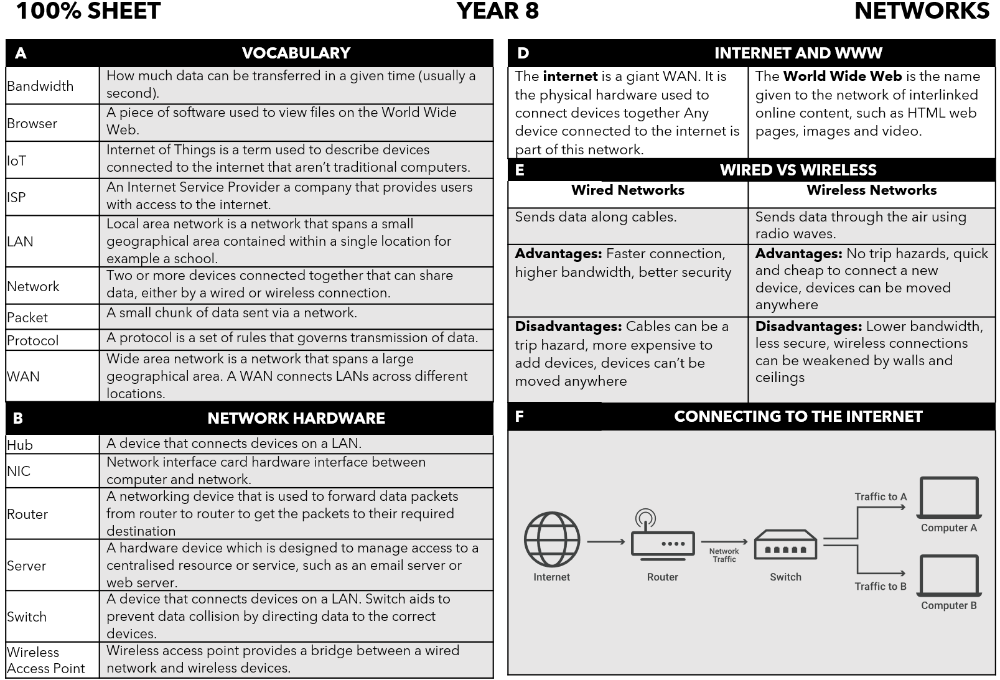 100% SHEET
YEAR 8
NETWORKS
A
VOCABULARY
Bandwidth
How much data can be transferred in a given time (usually a
second).
Browser
A piece of software used to view files on the World Wide
Web.
IoT
Internet of Things is a term used to describe devices
connected to the internet that aren’t traditional computers.
ISP
An Internet Service Provider a company that provides users
with access to the internet.
LAN
Local area network is a network that spans a small
geographical area contained within a single location for
example a school.
Network
Two or more devices connected together that can share
data, either by a wired or wireless connection.
Packet
A small chunk of data sent via a network.
Protocol
A protocol is a set of rules that governs transmission of data.
WAN
Wide area network is a network that spans a large
geographical area. A WAN connects LANs across different
locations.
B
NETWORK HARDWARE
Hub
A device that connects devices on a LAN.
NIC
Network interface card hardware interface between
computer and network.
Router
A networking device that is used to forward data packets
from router to router to get the packets to their required
destination
Server
A hardware device which is designed to manage access to a
centralised resource or service, such as an email server or
web server.
Switch
A device that connects devices on a LAN. Switch aids to
prevent data collision by directing data to the correct
devices.
Wireless
Access Point
Wireless access point provides a bridge between a wired
network and wireless devices.
D
INTERNET AND WWW
The internet is a giant WAN. It is
the physical hardware used to
connect devices together Any
device connected to the internet is
part of this network.
The World Wide Web is the name
given to the network of interlinked
online content, such as HTML web
pages, images and video.
E
WIRED VS WIRELESS
Wired Networks
Wireless Networks
Sends data along cables.
Sends data through the air using
radio waves.
Advantages: Faster connection,
higher bandwidth, better security
Advantages: No trip hazards, quick
and cheap to connect a new
device, devices can be moved
anywhere
Disadvantages: Cables can be a
trip hazard, more expensive to
add devices, devices can’t be
moved anywhere
Disadvantages: Lower bandwidth,
less secure, wireless connections
can be weakened by walls and
ceilings
F
CONNECTING TO THE INTERNET
Internet
Router
Network
Traffic
Switch
Traffic to A
Computer A
Traffic to B
Computer B